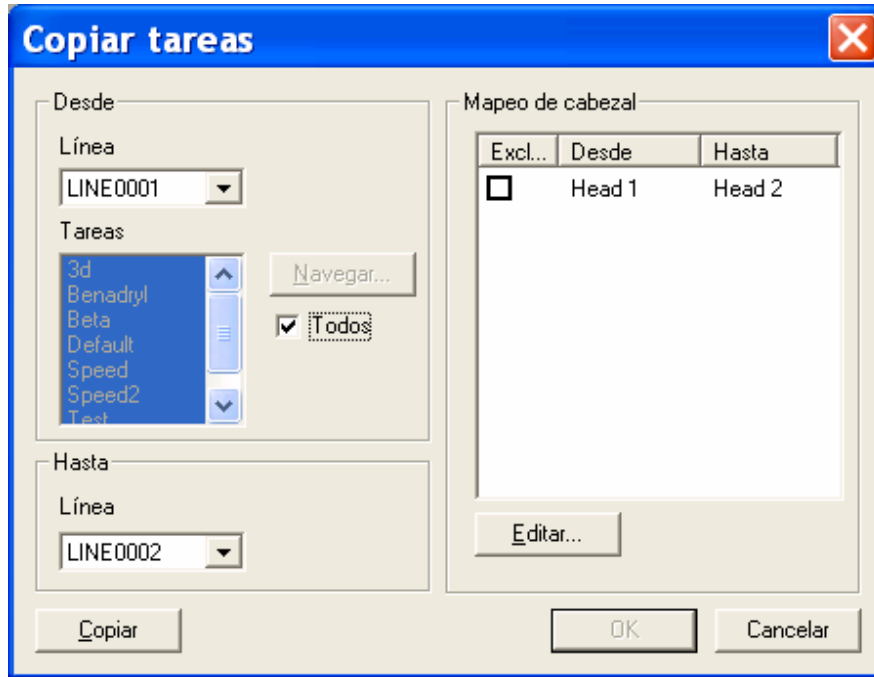 Copiar tareas
Desde
Línea
LINE0001
Tareas
3d
Benadryl
Beta
Default
Speed
Speed2
Test
Navegar...
Todos
Hasta
Línea
LINE0002
Copiar
Mapeo de cabezal
Excl... Desde Hasta
Head 1 Head 2
Editar...
OK Cancelar